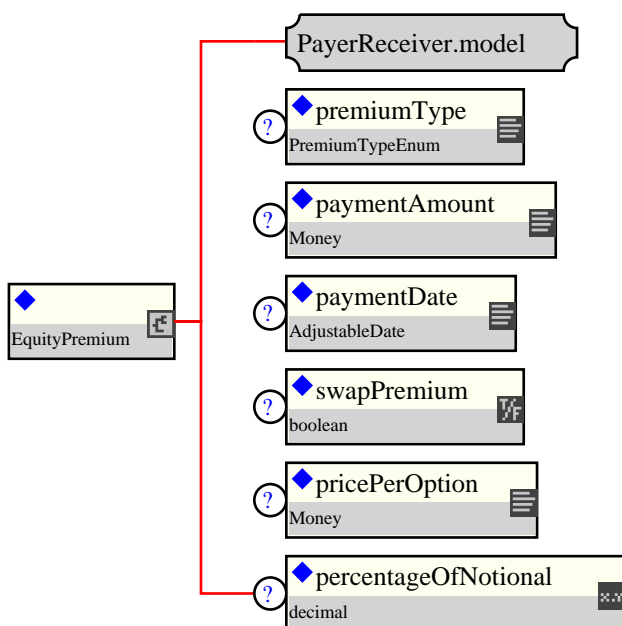 PayerReceiver.model
? premiumType
PremiumTypeEnum
? paymentAmount
Money
EquityPremium
? paymentDate
AdjustableDate
? swapPremium
boolean T/F
? pricePerOption
Money
? percentageOfNotional
decimal